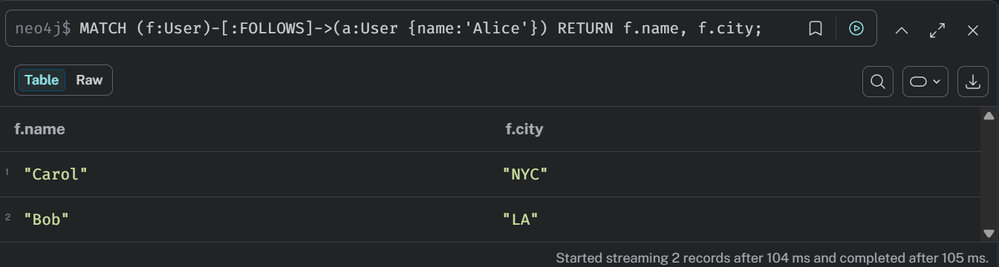 neo4j$ MATCH (f:User)-[:FOLLOWS]->(a:User {name:'Alice'}) RETURN f.name, f.city;
Table Raw
f.name f.city
1 "Carol" "NYC"
2 "Bob" "LA"
Started streaming 2 records after 104 ms and completed after 105 ms.